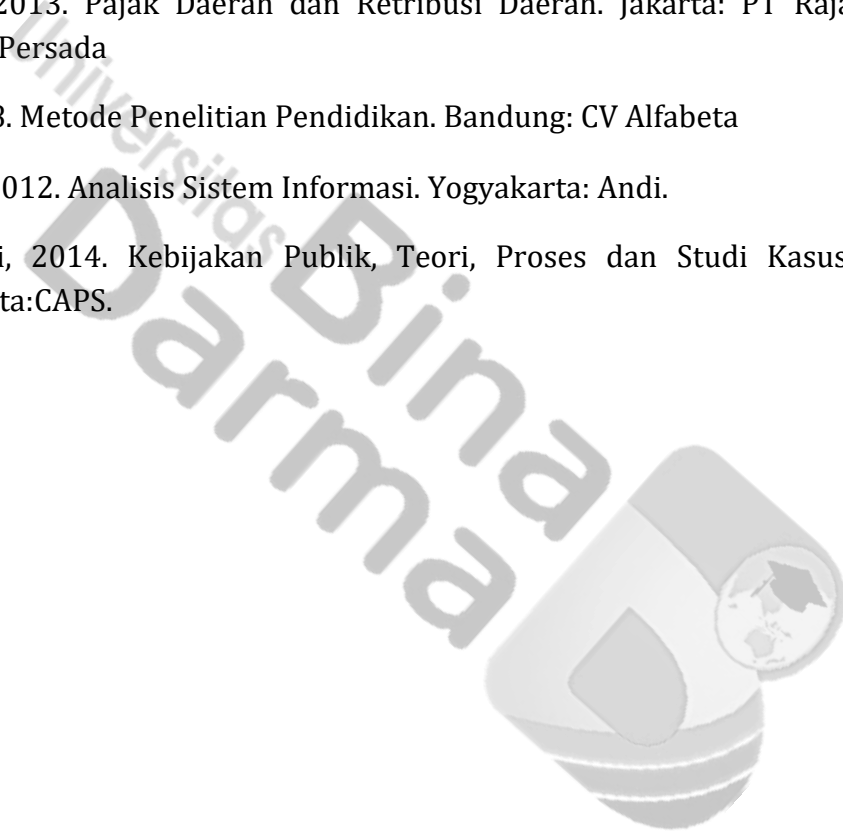 2013. Pajak Daerah dan Retribusi Daerah. Jakarta: PT Raja
Persada
3. Metode Penelitian Pendidikan. Bandung: CV Alfabeta
012. Analisis Sistem Informasi. Yogyakarta: Andi.
i, 2014. Kebijakan Publik, Teori, Proses dan Studi Kasus
ta:CAPS.
Universitas
Bina
Darma